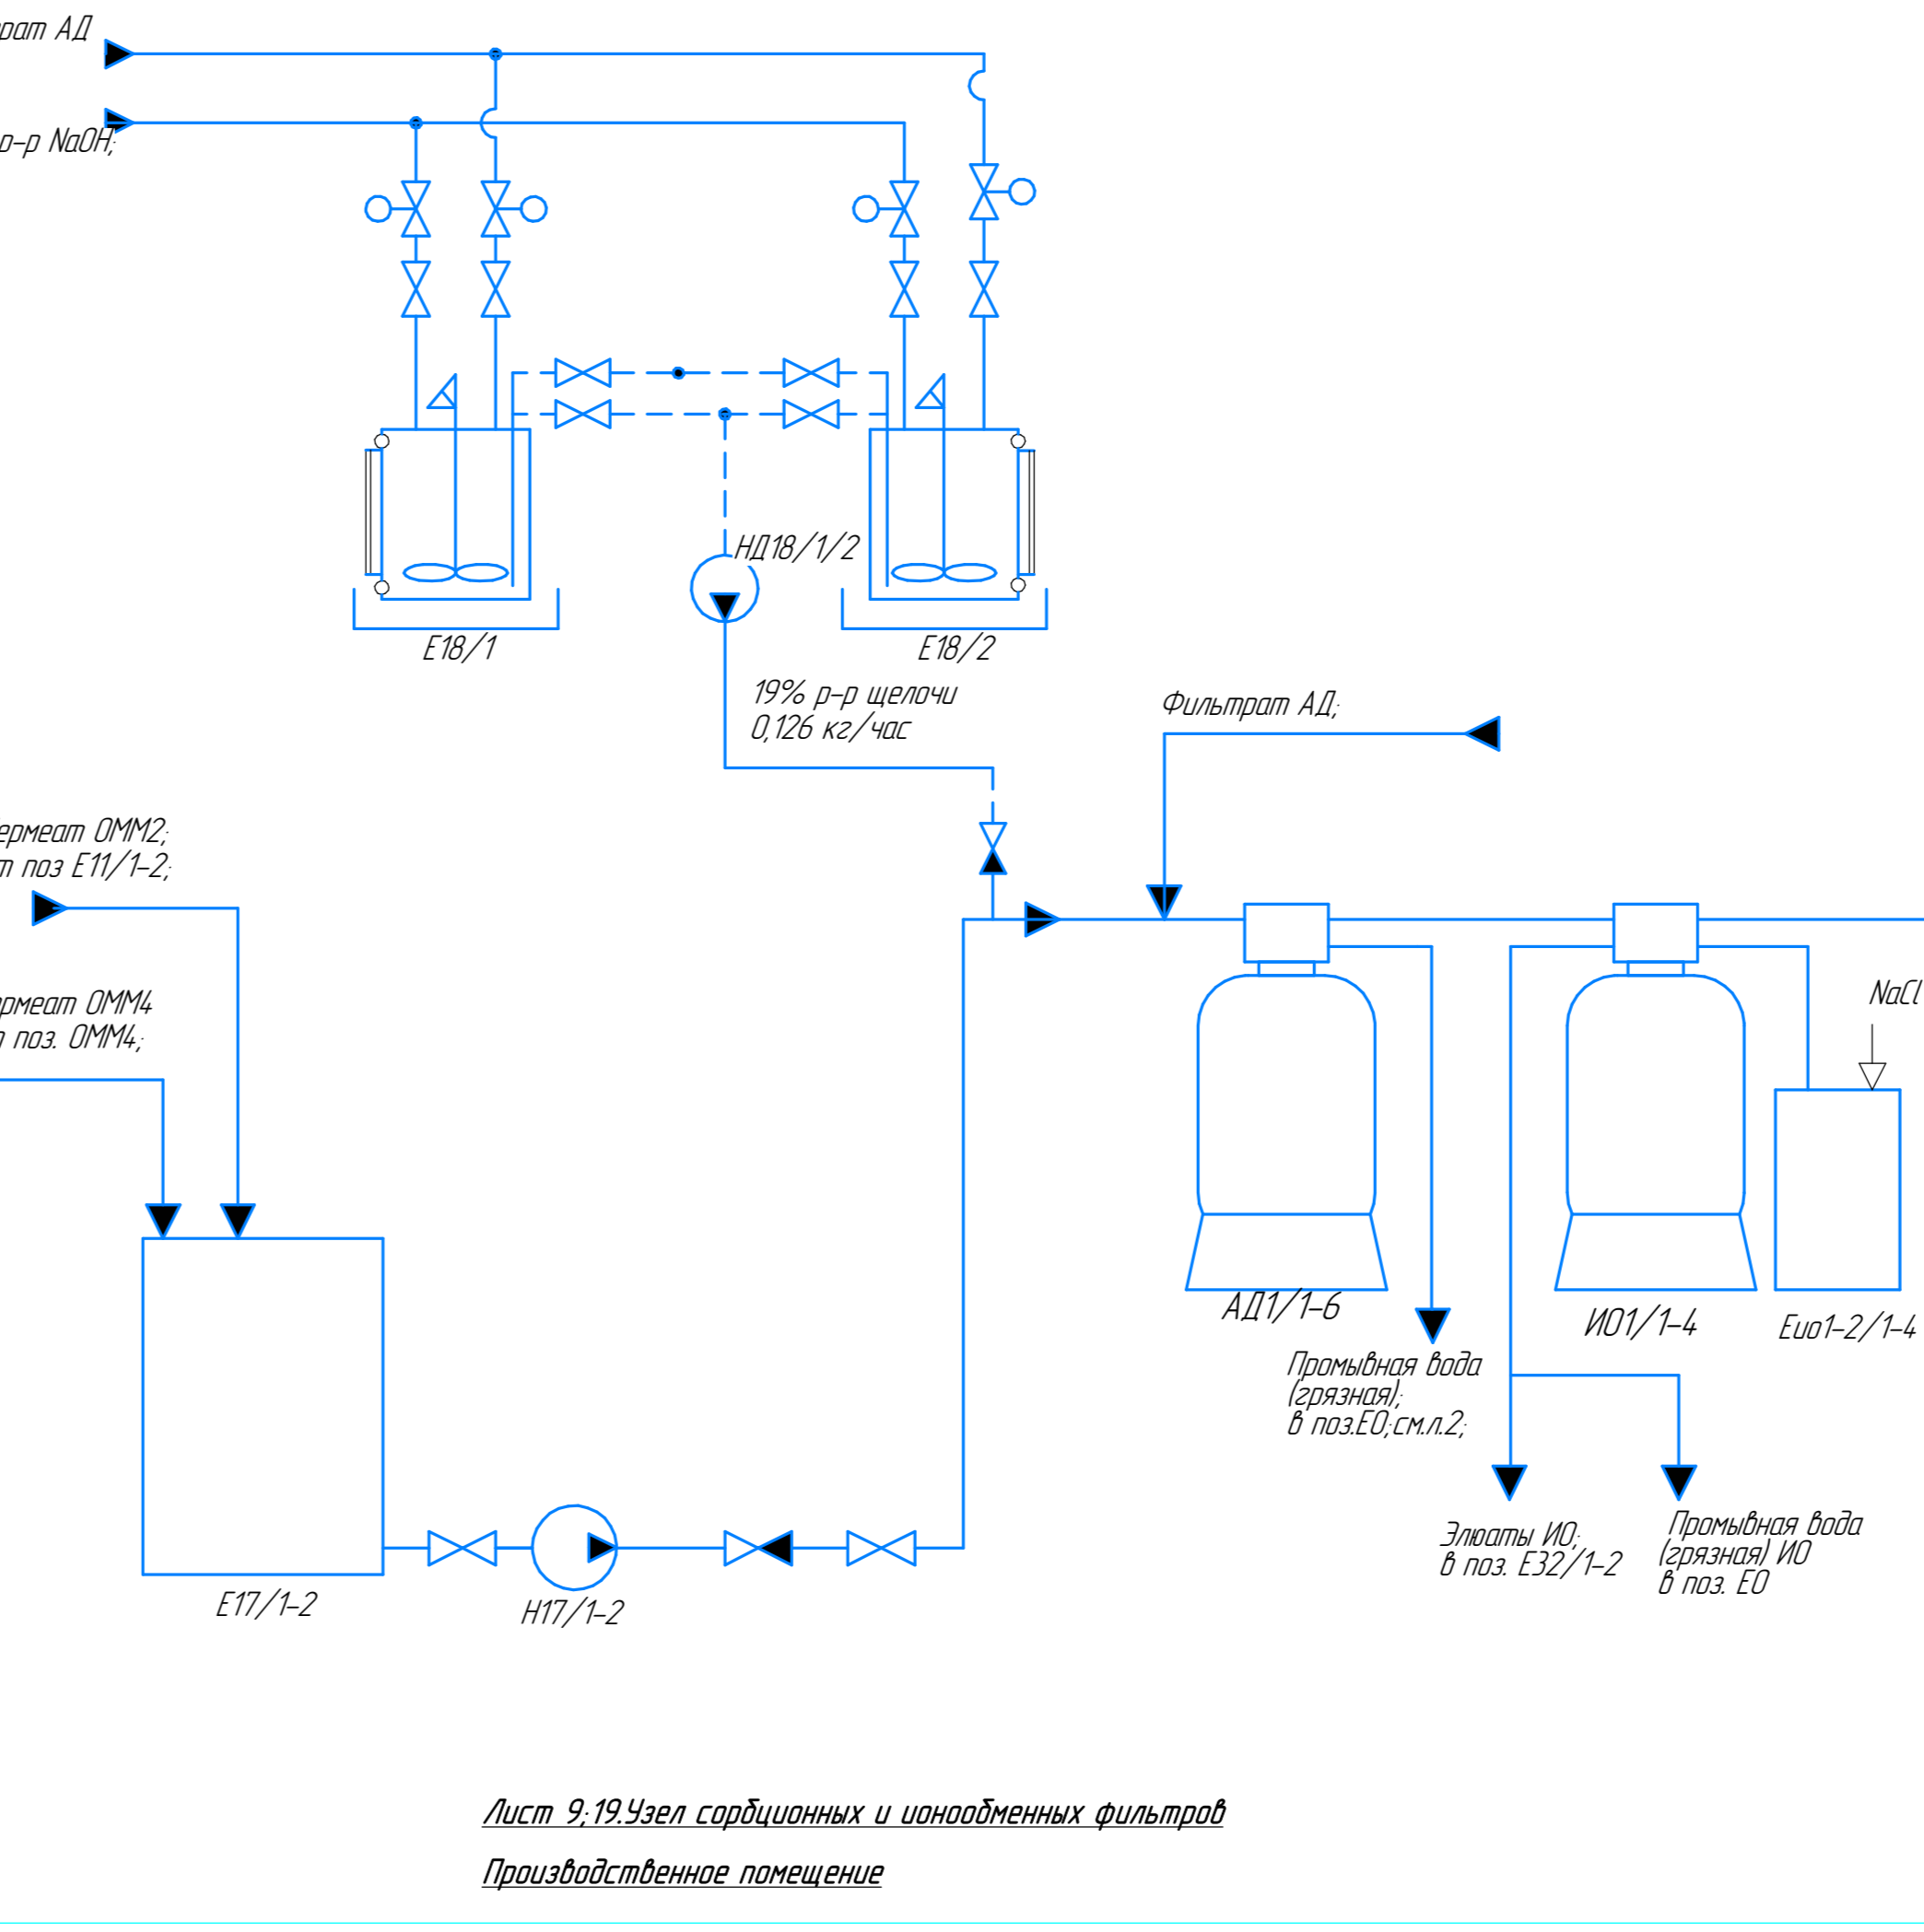 рат АД
р-р NaOH;
НД18/1/2
Е18/1
Е18/2
19% р-р щелочи
0,126 кг/час
Фильтрат АД;
ермеат ОММ2;
т поз Е11/1-2;
рмеат ОММ4
поз. ОММ4;
NaCl
АД1/1-6
ИО1/1-4
Еио1-2/1-4
Промывная вода
(грязная);
в поз.ЕО;см.л.2;
Элюаты ИО;
в поз. Е32/1-2
Промывная вода
(грязная) ИО
в поз. ЕО
Е17/1-2
Н17/1-2
Лист 9;19.Узел сорбционных и ионообменных фильтров
Производственное помещение